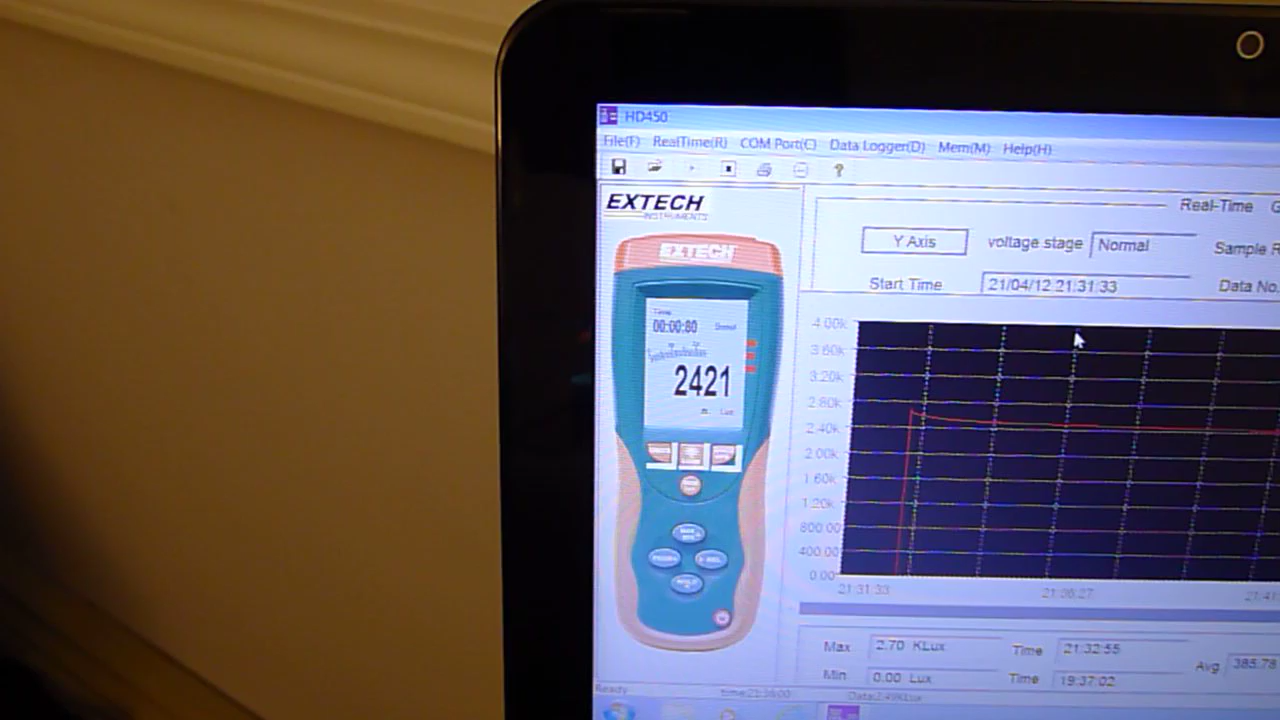 HD450
File(F) RealTime(R) COM Port(C) Data Logger(D) Mem(M) Help(H)
EXTECH
INSTRUMENTS
Real-Time
Y Axis voltage stage Normal Sample R
Start Time 21/04/12 21:31:33 Data No.
EXTECH
Time
00:00:80
2421
Lux
4.00k
3.60k
3.20k
2.80k
2.40k
2.00k
1.60k
1.20k
800.00
400.00
0.00
21:31:33 21:36:27 21:41
Max 2.70 KLux Time 21:32:55
Avg 385.78
Min 0.00 Lux Time 19:37:02
Ready